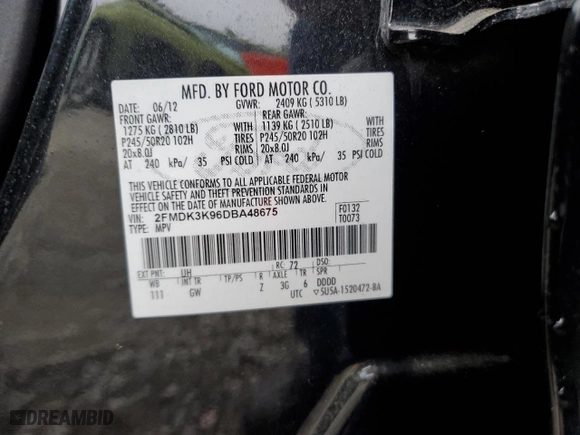 MFD. BY FORD MOTOR CO.
DATE: 06/12 GVWR: 2409 KG ( 5310 LB)
FRONT GAWR: REAR GAWR:
1275 KG ( 2810 LB) WITH 1139 KG ( 2510 LB) WITH
P245/50R20 102H TIRES P245/50R20 102H TIRES
20x8.0J RIMS 20x8.0J RIMS
AT 240 kPa/ 35 PSI COLD AT 240 kPa/ 35 PSI COLD
THIS VEHICLE CONFORMS TO ALL APPLICABLE FEDERAL MOTOR
VEHICLE SAFETY AND THEFT PREVENTION STANDARDS IN
EFFECT ON THE DATE OF MANUFACTURE SHOWN ABOVE.
VIN: 2FMDK3K96DBA48675 F0132
TYPE: MPV T0073
EXT PNT: UH RC: 72 DSO:
WB INT TR TP/PS R AXLE TR SPR
111 GW Z 3G 6 DDDD
UTC ▽5U5A-1520472-BA
DREAMBID